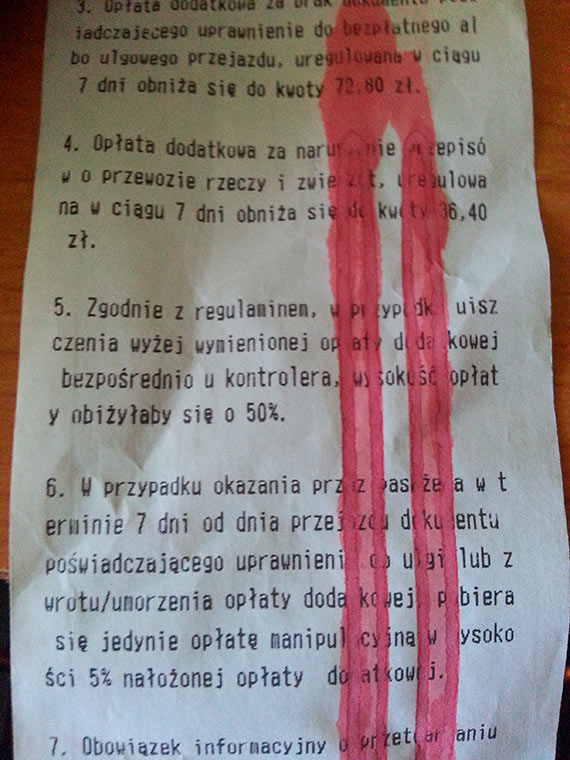 3. Opłata dodatkowa za brak dokumentu
iadczającego uprawnienie do bezpłatnego al
bo ulgowego przejazdu, uregulowana w ciągu
7 dni obniża się do kwoty 72,80 zł.
4. Opłata dodatkowa za naruszenie przepisó
w o przewozie rzeczy i zwierząt, uregulowa
na w ciągu 7 dni obniża się do kwoty 36,40
zł.
5. Zgodnie z regulaminem, w przypadku uisz
czenia wyżej wymienionej opłaty dodatkowej
bezpośrednio u kontrolera, wysokość opłat
y obiżyłaby się o 50%.
6. W przypadku okazania przez pasażera w t
erminie 7 dni od dnia przejazdu dokumentu
poświadczającego uprawnienie do ulgi lub z
wrotu/umorzenia opłaty dodatkowej, pobiera
się jedynie opłatę manipulacyjną w wysoko
ści 5% nałożonej opłaty dodatkowej.
7. Obowiązek informacyjny o przetwarzaniu